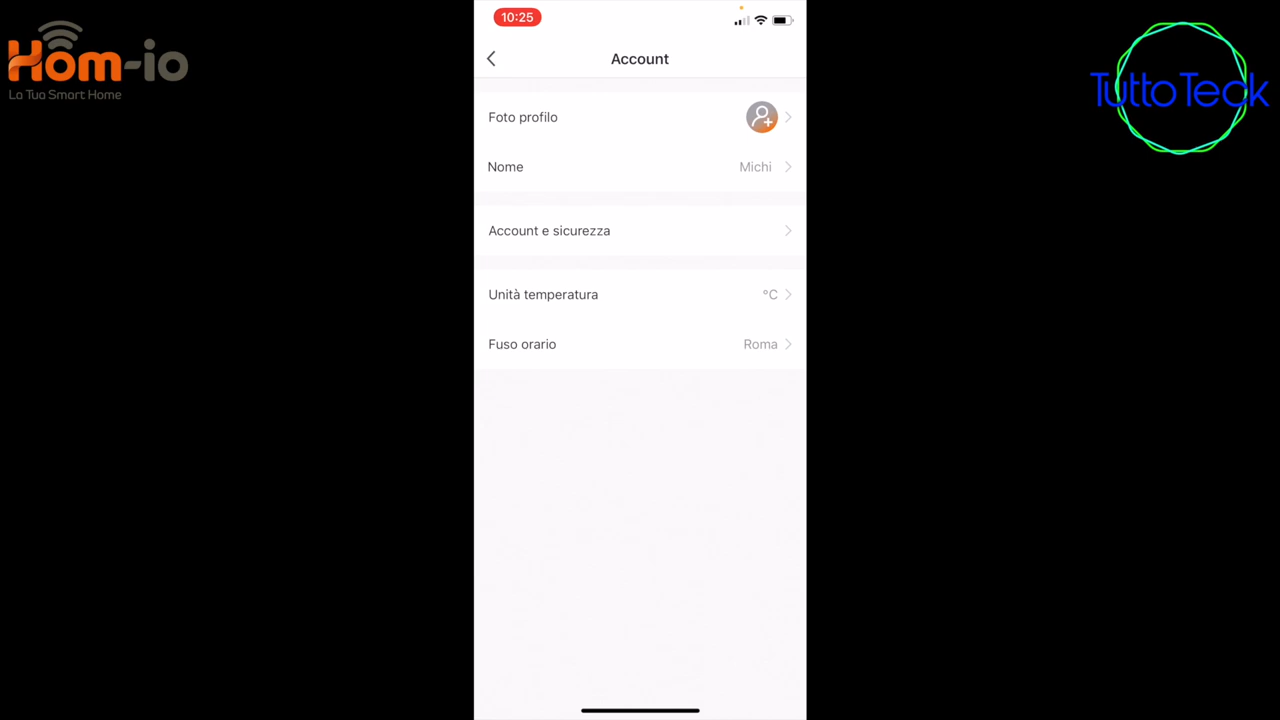 Hom-io
La Tua Smart Home
10:25
Account
Foto profilo
Nome Michi
Account e sicurezza
Unità temperatura °C
Fuso orario Roma
TuttoTeck